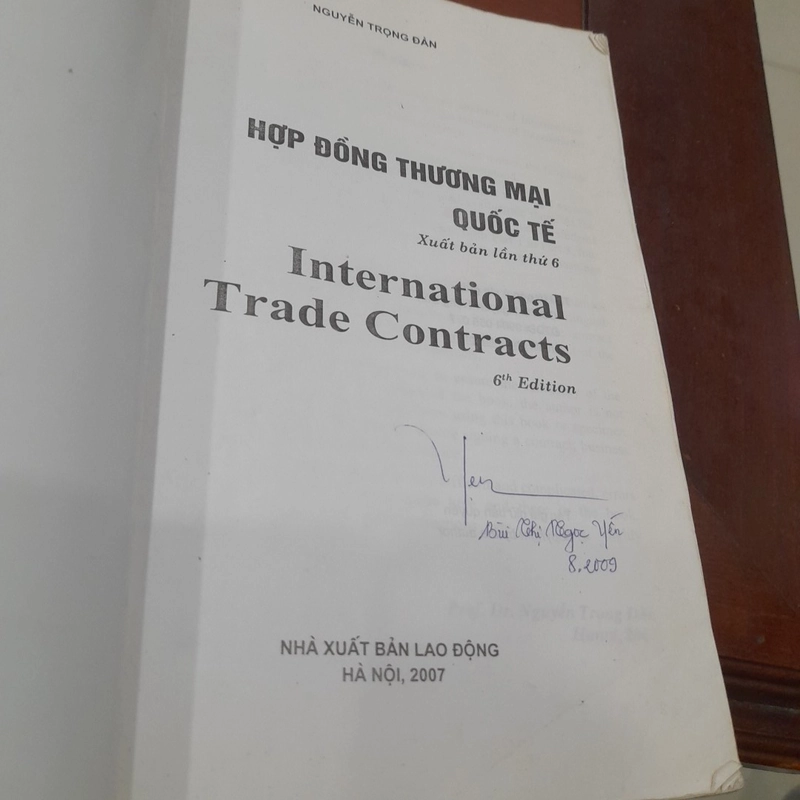 NGUYỄN TRỌNG ĐÀN
HỢP ĐỒNG THƯƠNG MẠI
QUỐC TẾ
Xuất bản lần thứ 6
International
Trade Contracts
6th Edition
Yến
Bùi Thị Ngọc Yến
8.2009
NHÀ XUẤT BẢN LAO ĐỘNG
HÀ NỘI, 2007